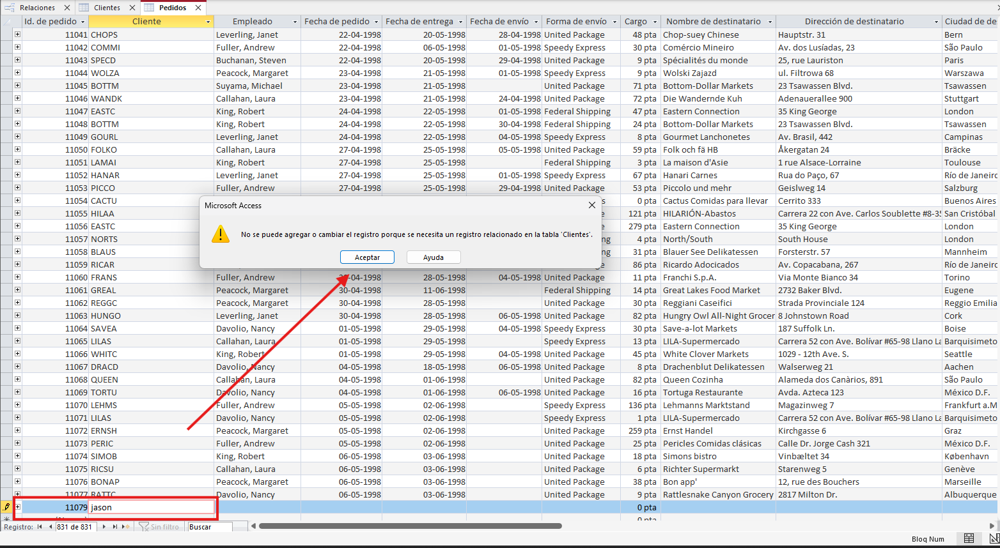 Relaciones Clientes Pedidos
Id. de pedido Cliente Empleado Fecha de pedido Fecha de entrega Fecha de envío Forma de envío Cargo Nombre de destinatario Dirección de destinatario Ciudad de de
11041 CHOPS Leverling, Janet 22-04-1998 20-05-1998 28-04-1998 United Package 48 pta Chop-suey Chinese Hauptstr. 31 Bern
11042 COMMI Fuller, Andrew 22-04-1998 06-05-1998 01-05-1998 Speedy Express 30 pta Comércio Mineiro Av. dos Lusíadas, 23 São Paulo
11043 SPECD Buchanan, Steven 22-04-1998 20-05-1998 29-04-1998 United Package 9 pta Spécialités du monde 25, rue Lauriston Paris
11044 WOLZA Peacock, Margaret 23-04-1998 21-05-1998 01-05-1998 Speedy Express 9 pta Wolski Zajazd ul. Filtrowa 68 Warszawa
11045 BOTTM Suyama, Michael 23-04-1998 21-05-1998 United Package 71 pta Bottom-Dollar Markets 23 Tsawassen Blvd. Tsawassen
11046 WANDK Callahan, Laura 23-04-1998 21-05-1998 24-04-1998 United Package 72 pta Die Wandernde Kuh Adenauerallee 900 Stuttgart
11047 EASTC King, Robert 24-04-1998 22-05-1998 01-05-1998 Federal Shipping 47 pta Eastern Connection 35 King George London
11048 BOTTM King, Robert 24-04-1998 22-05-1998 30-04-1998 Federal Shipping 24 pta Bottom-Dollar Markets 23 Tsawassen Blvd. Tsawassen
11049 GOURL Leverling, Janet 24-04-1998 22-05-1998 04-05-1998 Speedy Express 8 pta Gourmet Lanchonetes Av. Brasil, 442 Campinas
11050 FOLKO Callahan, Laura 27-04-1998 25-05-1998 05-05-1998 United Package 59 pta Folk och fä HB Åkergatan 24 Bräcke
11051 LAMAI King, Robert 27-04-1998 25-05-1998 Federal Shipping 3 pta La maison d'Asie 1 rue Alsace-Lorraine Toulouse
11052 HANAR Leverling, Janet 27-04-1998 25-05-1998 01-05-1998 Speedy Express 67 pta Hanari Carnes Rua do Paço, 67 Río de Janeiro
11053 PICCO Fuller, Andrew 27-04-1998 25-05-1998 29-04-1998 United Package 53 pta Piccolo und mehr Geislweg 14 Salzburg
11054 CACTU 0 pta Cactus Comidas para llevar Cerrito 333 Buenos Aires
11055 HILAA 121 pta HILARIÓN-Abastos Carrera 22 con Ave. Carlos Soublette #8-35 San Cristóbal
11056 EASTC 279 pta Eastern Connection 35 King George London
11057 NORTS 4 pta North/South South House London
11058 BLAUS 31 pta Blauer See Delikatessen Forsterstr. 57 Mannheim
11059 RICAR 86 pta Ricardo Adocicados Av. Copacabana, 267 Río de Janeiro
Microsoft Access
No se puede agregar o cambiar el registro porque se necesita un registro relacionado en la tabla 'Clientes'.
Aceptar Ayuda
11060 FRANS Fuller, Andrew 30-04-1998 28-05-1998 04-05-1998 United Package 11 pta Franchi S.p.A. Via Monte Bianco 34 Torino
11061 GREAL Peacock, Margaret 30-04-1998 11-06-1998 Federal Shipping 14 pta Great Lakes Food Market 2732 Baker Blvd. Eugene
11062 REGGC Peacock, Margaret 30-04-1998 28-05-1998 United Package 30 pta Reggiani Caseifici Strada Provinciale 124 Reggio Emilia
11063 HUNGO Leverling, Janet 30-04-1998 28-05-1998 06-05-1998 United Package 82 pta Hungry Owl All-Night Grocer 8 Johnstown Road Cork
11064 SAVEA Davolio, Nancy 01-05-1998 29-05-1998 04-05-1998 Speedy Express 30 pta Save-a-lot Markets 187 Suffolk Ln. Boise
11065 LILAS Callahan, Laura 01-05-1998 29-05-1998 Speedy Express 13 pta LILA-Supermercado Carrera 52 con Ave. Bolívar #65-98 Llano La Barquisimeto
11066 WHITC King, Robert 01-05-1998 29-05-1998 04-05-1998 United Package 45 pta White Clover Markets 1029 - 12th Ave. S. Seattle
11067 DRACD Davolio, Nancy 04-05-1998 18-05-1998 06-05-1998 United Package 8 pta Drachenblut Delikatessen Walserweg 21 Aachen
11068 QUEEN Callahan, Laura 04-05-1998 01-06-1998 United Package 82 pta Queen Cozinha Alameda dos Canàrios, 891 São Paulo
11069 TORTU Davolio, Nancy 04-05-1998 01-06-1998 06-05-1998 United Package 16 pta Tortuga Restaurante Avda. Azteca 123 México D.F.
11070 LEHMS Fuller, Andrew 05-05-1998 02-06-1998 Speedy Express 136 pta Lehmanns Marktstand Magazinweg 7 Frankfurt a.M
11071 LILAS Davolio, Nancy 05-05-1998 02-06-1998 Speedy Express 1 pta LILA-Supermercado Carrera 52 con Ave. Bolívar #65-98 Llano La Barquisimeto
11072 ERNSH Peacock, Margaret 05-05-1998 02-06-1998 United Package 259 pta Ernst Handel Kirchgasse 6 Graz
11073 PERIC Fuller, Andrew 05-05-1998 02-06-1998 United Package 25 pta Pericles Comidas clásicas Calle Dr. Jorge Cash 321 México D.F.
11074 SIMOB King, Robert 06-05-1998 03-06-1998 United Package 18 pta Simons bistro Vinbæltet 34 København
11075 RICSU Callahan, Laura 06-05-1998 03-06-1998 United Package 6 pta Richter Supermarkt Starenweg 5 Genève
11076 BONAP Peacock, Margaret 06-05-1998 03-06-1998 United Package 38 pta Bon app' 12, rue des Bouchers Marseille
11077 RATTC Davolio, Nancy 06-05-1998 03-06-1998 United Package 9 pta Rattlesnake Canyon Grocery 2817 Milton Dr. Albuquerque
11079 jason 0 pta
0 pta
Registro: 831 de 831 Sin filtro Buscar
Bloq Num